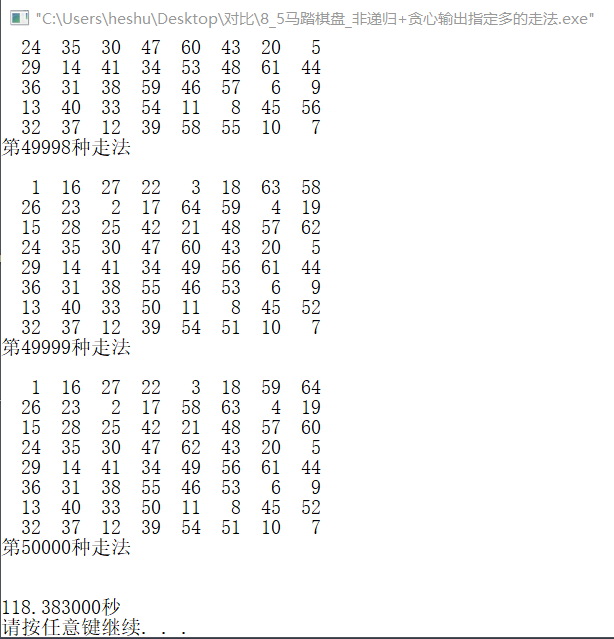 "C:\Users\heshu\Desktop\对比\8_5马踏棋盘_非递归+贪心输出指定多的走法.exe"
24 35 30 47 60 43 20 5
29 14 41 34 53 48 61 44
36 31 38 59 46 57 6 9
13 40 33 54 11 8 45 56
32 37 12 39 58 55 10 7
第49998种走法
1 16 27 22 3 18 63 58
26 23 2 17 64 59 4 19
15 28 25 42 21 48 57 62
24 35 30 47 60 43 20 5
29 14 41 34 49 56 61 44
36 31 38 55 46 53 6 9
13 40 33 50 11 8 45 52
32 37 12 39 54 51 10 7
第49999种走法
1 16 27 22 3 18 59 64
26 23 2 17 58 63 4 19
15 28 25 42 21 48 57 60
24 35 30 47 62 43 20 5
29 14 41 34 49 56 61 44
36 31 38 55 46 53 6 9
13 40 33 50 11 8 45 52
32 37 12 39 54 51 10 7
第50000种走法
118.383000秒
请按任意键继续. . .